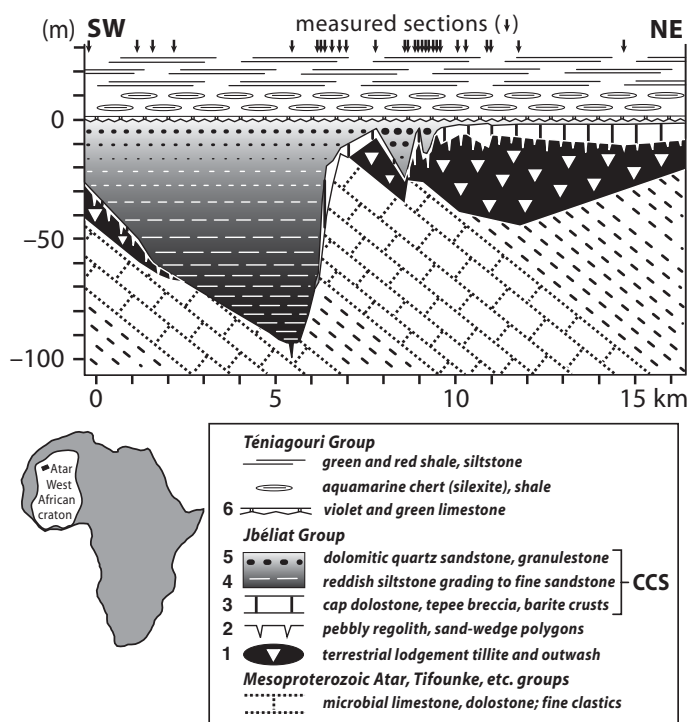 (m) SW measured sections (↓) NE
0
−50
−100
0 5 10 15 km
Atar
West
African
craton
Téniagouri Group
green and red shale, siltstone
aquamarine chert (silexite), shale
6 violet and green limestone
Jbéliat Group
5 dolomitic quartz sandstone, granulestone
4 reddish siltstone grading to fine sandstone
CCS
3 cap dolostone, tepee breccia, barite crusts
2 pebbly regolith, sand-wedge polygons
1 terrestrial lodgement tillite and outwash
Mesoproterozoic Atar, Tifounke, etc. groups
microbial limestone, dolostone; fine clastics